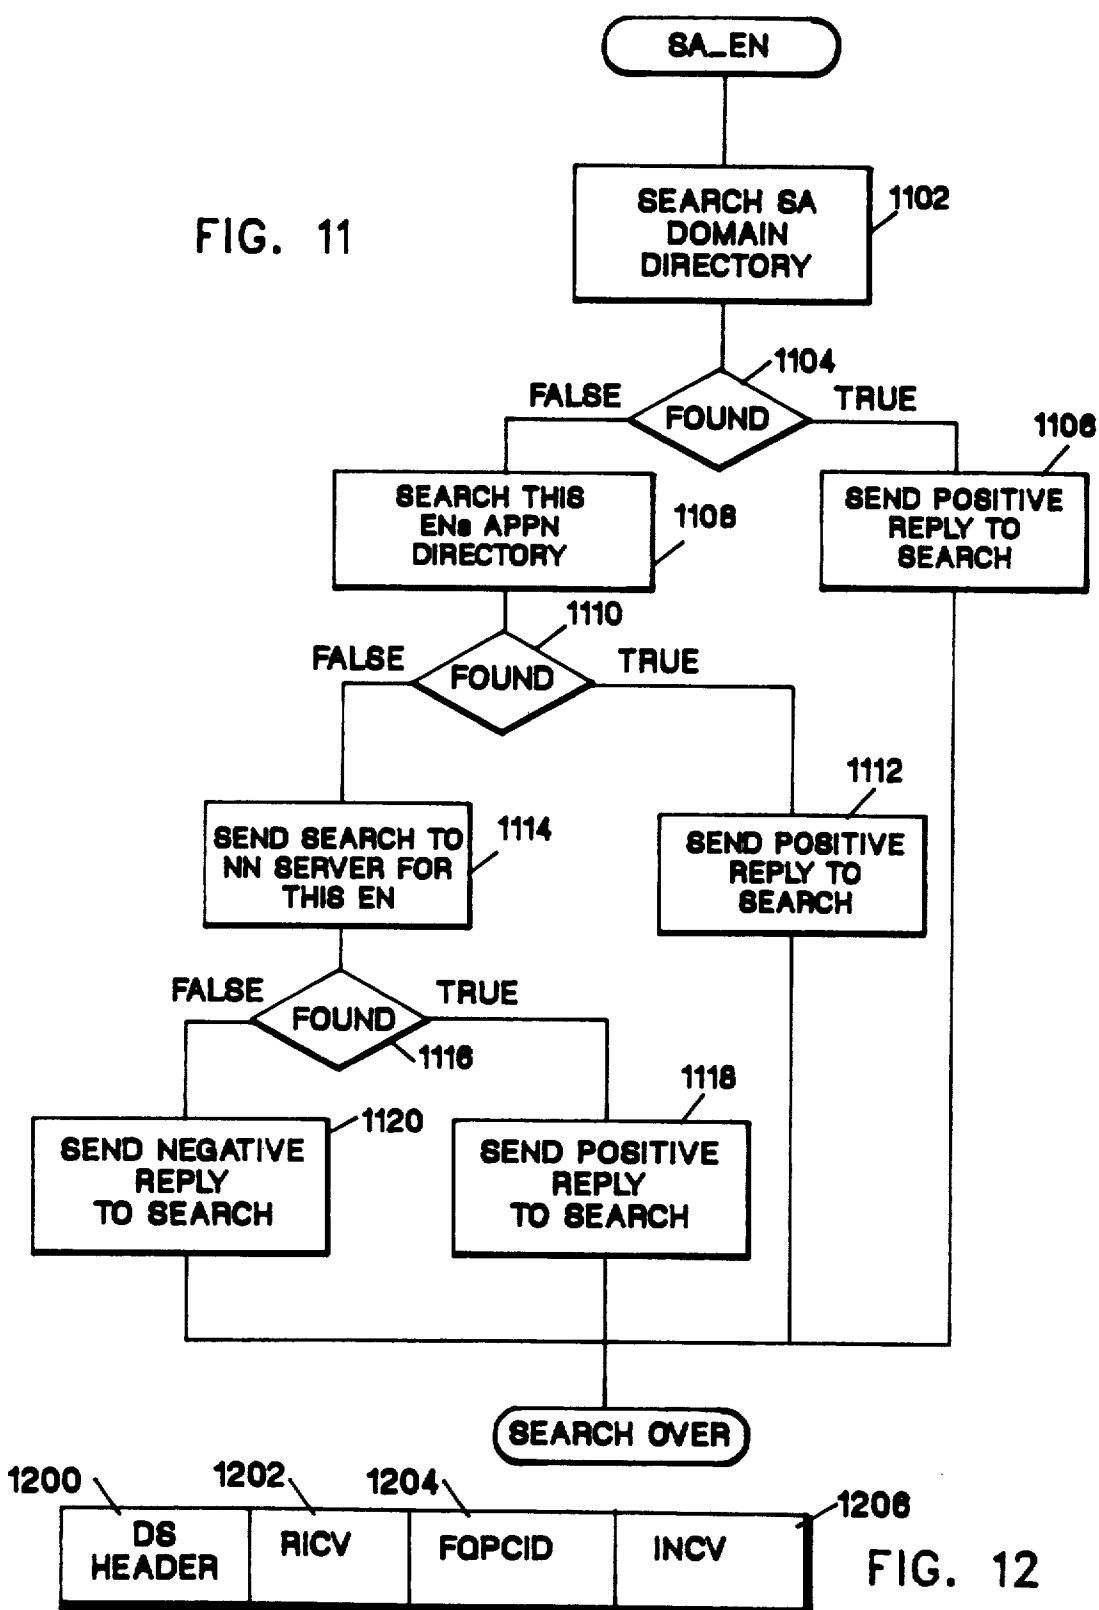 SA_EN
FIG. 11
SEARCH SA
DOMAIN
DIRECTORY
1102
1104
FALSE
FOUND
TRUE
1106
SEARCH THIS
ENs APPN
DIRECTORY
1108
SEND POSITIVE
REPLY TO
SEARCH
1110
FALSE
FOUND
TRUE
1112
SEND SEARCH TO
NN SERVER FOR
THIS EN
1114
SEND POSITIVE
REPLY TO
SEARCH
FALSE
FOUND
TRUE
1116
1118
1120
SEND NEGATIVE
REPLY
TO SEARCH
SEND POSITIVE
REPLY
TO SEARCH
SEARCH OVER
1200
1202
1204
1206
DS
HEADER
RICV
FQPCID
INCV
FIG. 12